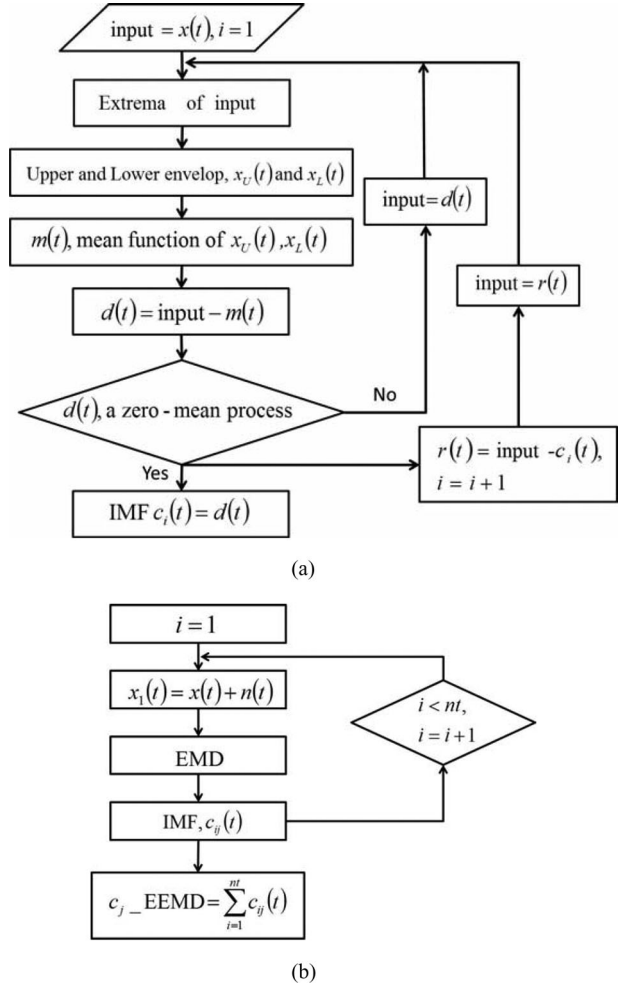 input = x(t), i = 1
Extrema of input
Upper and Lower envelop, x_U(t) and x_L(t)
input = d(t)
m(t), mean function of x_U(t) ,x_L(t)
input = r(t)
d(t) = input − m(t)
No
d(t), a zero - mean process
r(t) = input -c_i(t),
i = i + 1
Yes
IMF c_i(t) = d(t)
(a)
i = 1
x_1(t) = x(t) + n(t)
i < nt,
i = i + 1
EMD
IMF, c_ij(t)
c_j _ EEMD = ∑_{i=1}^{nt} c_ij(t)
(b)